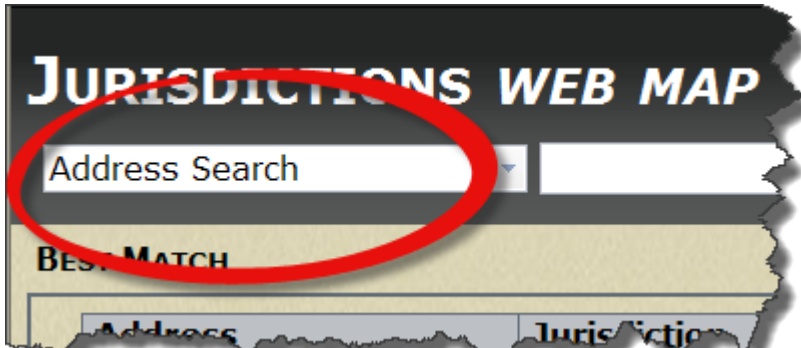 JURISDICTIONS WEB MAP
Address Search
BEST MATCH
Address Jurisdiction